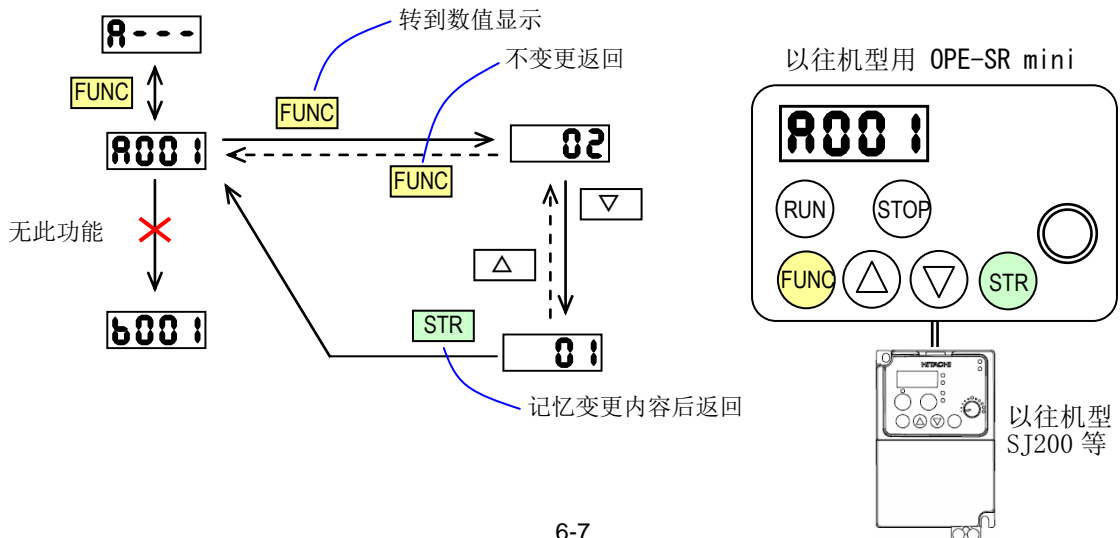 A---
转到数值显示
不变更返回
以往机型用 OPE-SR mini
FUNC
FUNC
A001
02
A001
FUNC
▽
RUN
STOP
无此功能
△
FUNC
△
▽
STR
b001
STR
01
HITACHI
记忆变更内容后返回
以往机型
SJ200 等
6-7